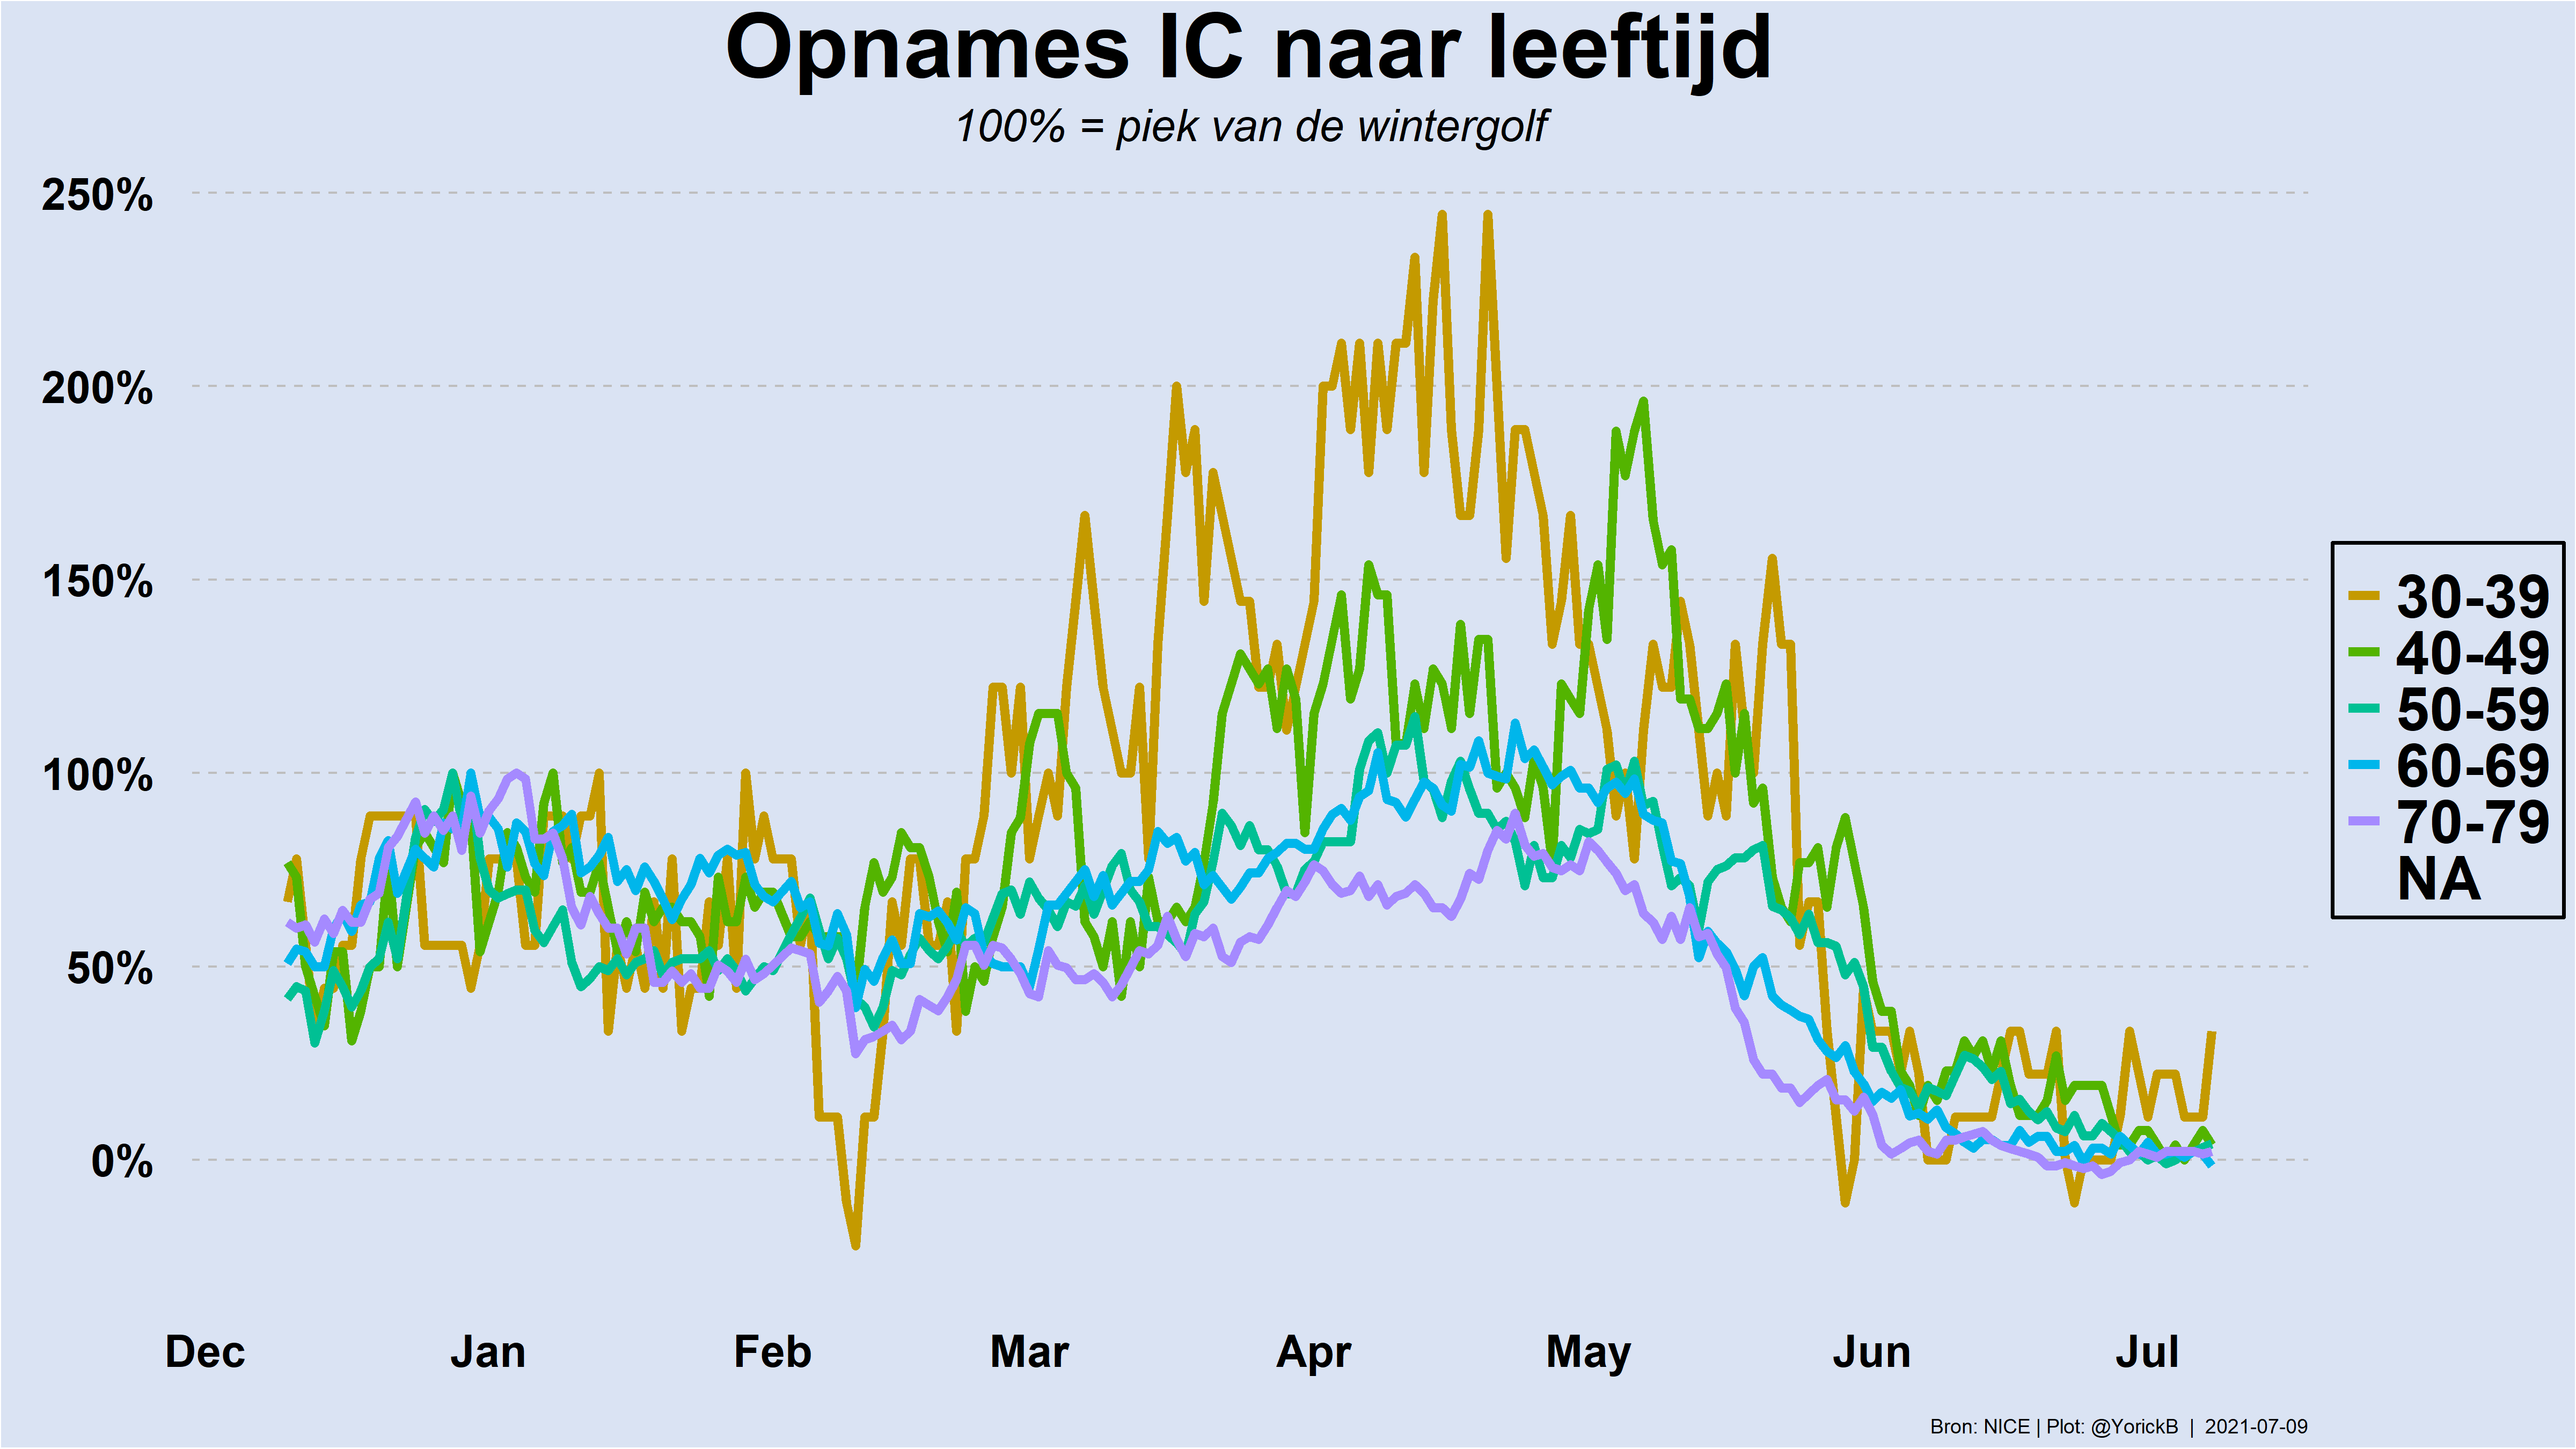 Opnames IC naar leeftijd
100% = piek van de wintergolf
250%
200%
150%
100%
50%
0%
Dec Jan Feb Mar Apr May Jun Jul
30-39
40-49
50-59
60-69
70-79
NA
Bron: NICE | Plot: @YorickB | 2021-07-09